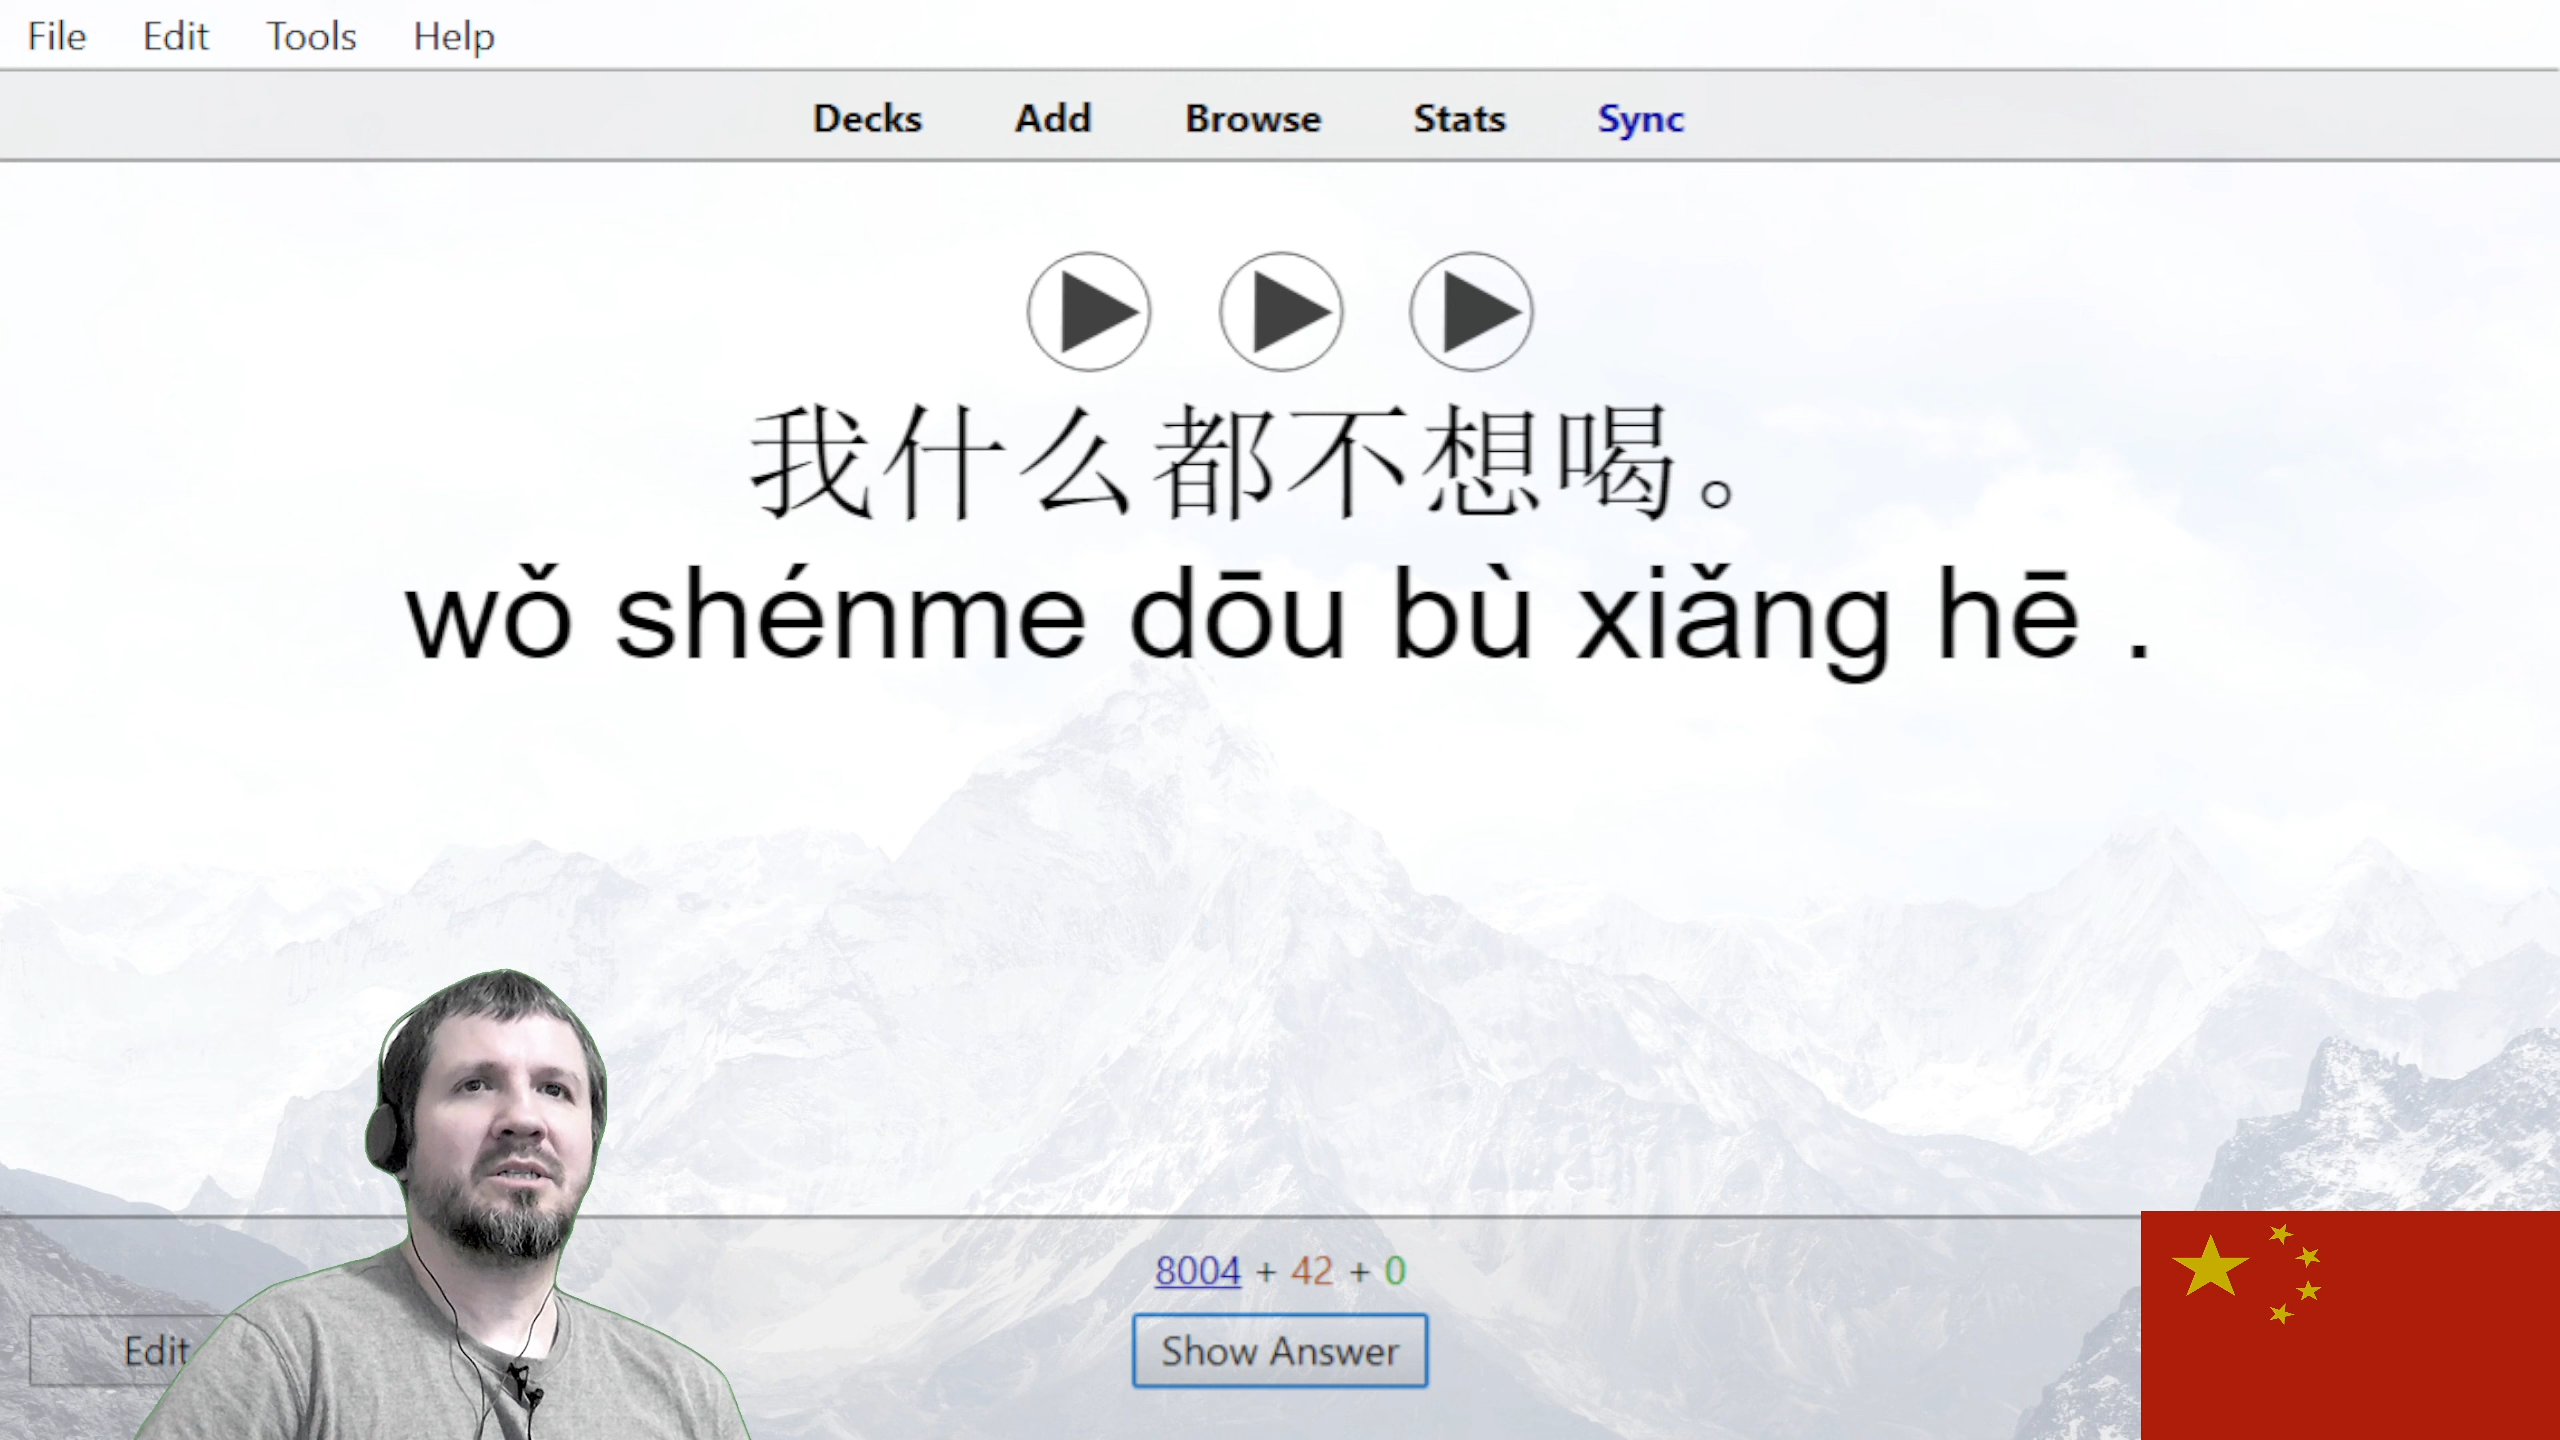 File Edit Tools Help
Decks Add Browse Stats Sync
我什么都不想喝。
wǒ shénme dōu bù xiǎng hē .
8004 + 42 + 0
Edit Show Answer